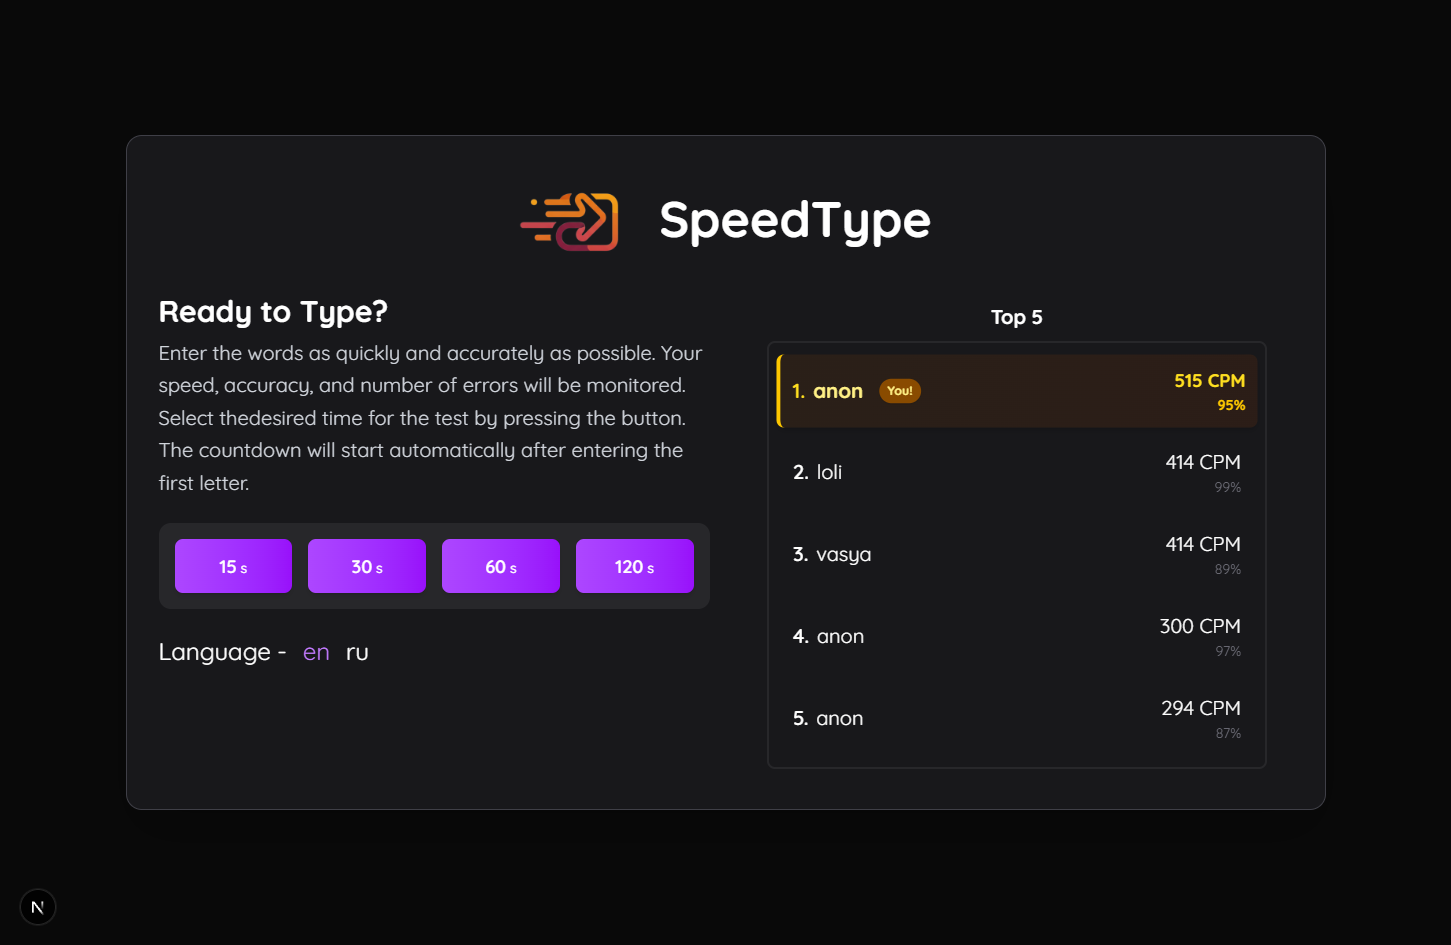 SpeedType
Ready to Type?
Enter the words as quickly and accurately as possible. Your
speed, accuracy, and number of errors will be monitored.
Select thedesired time for the test by pressing the button.
The countdown will start automatically after entering the
first letter.
15 s 30 s 60 s 120 s
Language - en ru
Top 5
1. anon You! 515 CPM
95%
2. loli 414 CPM
99%
3. vasya 414 CPM
89%
4. anon 300 CPM
97%
5. anon 294 CPM
87%
N